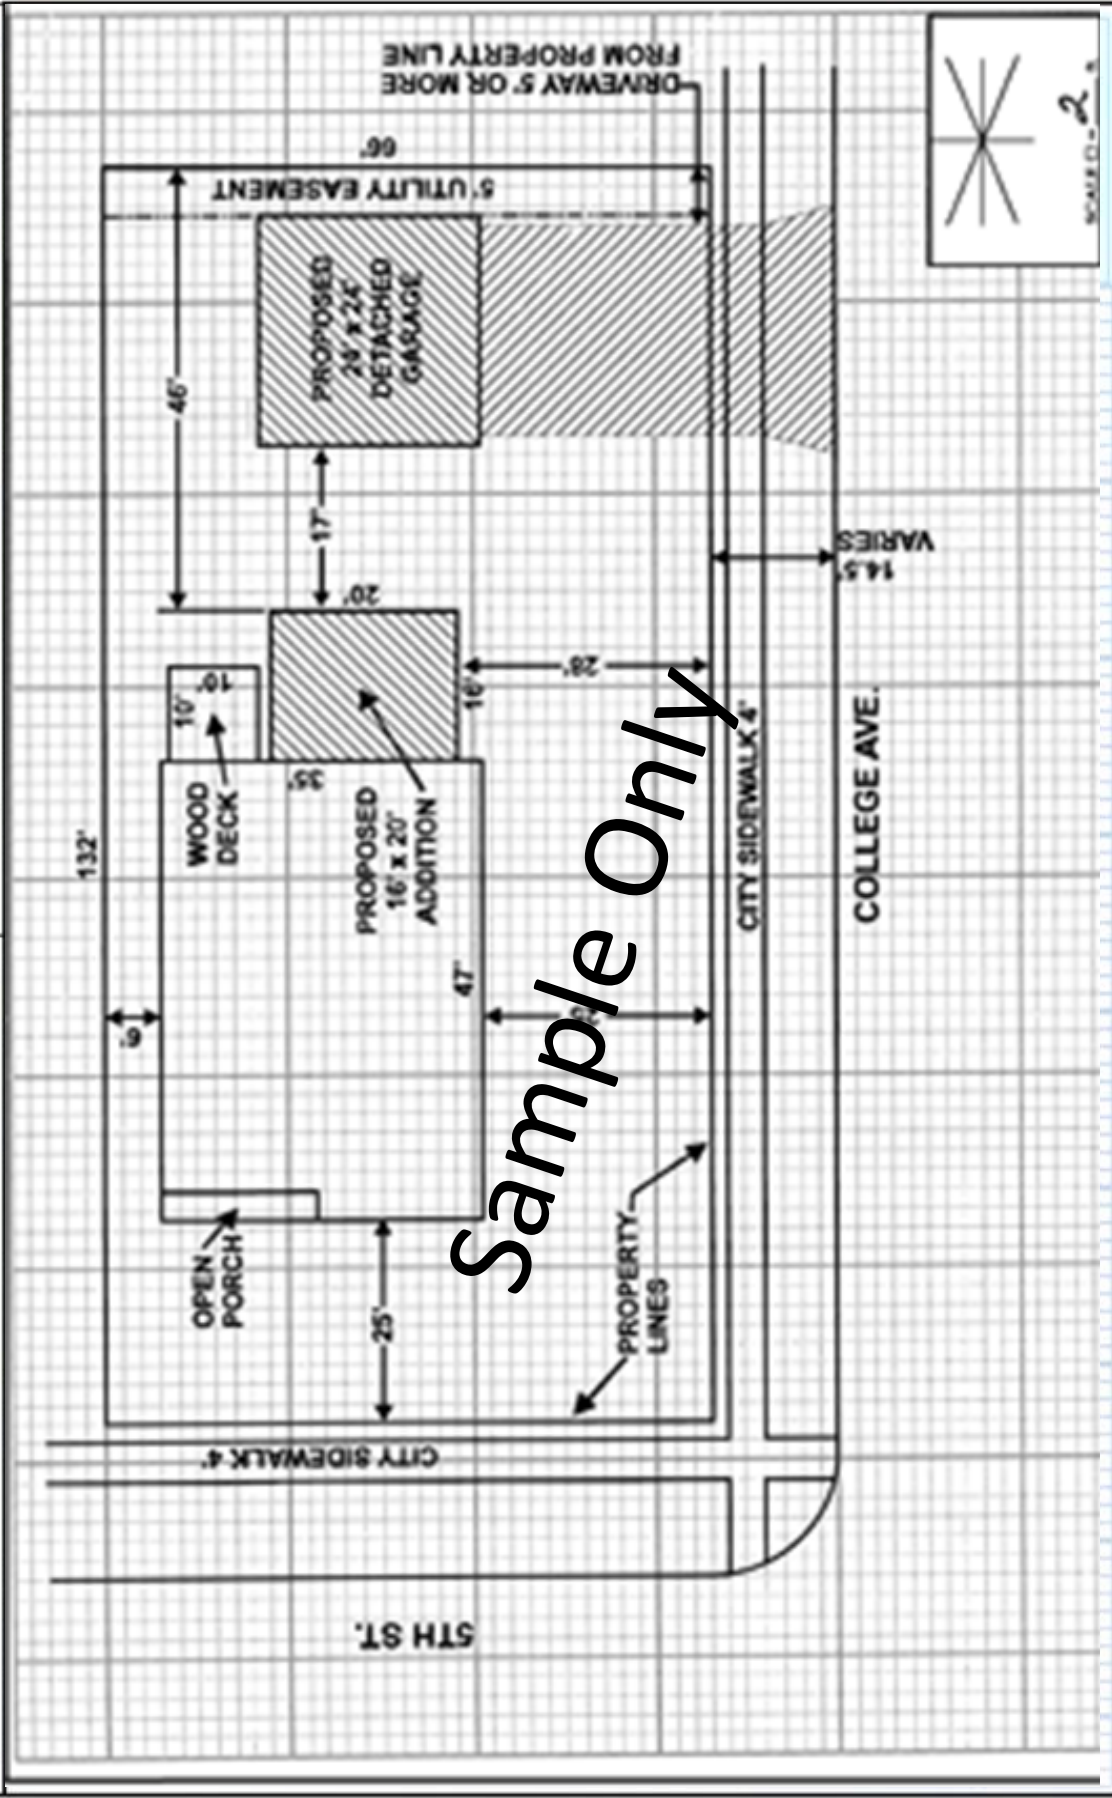 DRIVEWAY 5' OR MORE
FROM PROPERTY LINE
66'
5' UTILITY EASEMENT
46'
PROPOSED
DETACHED
GARAGE
17'
20'
14.5'
VARIES
10'
10'
16'
28'
WOOD
DECK
35'
PROPOSED
16' x 20'
ADDITION
132'
47'
6'
Sample Only
CITY SIDEWALK 4'
COLLEGE AVE.
OPEN
PORCH
25'
PROPERTY
LINES
CITY SIDEWALK 4'
5TH ST.
2